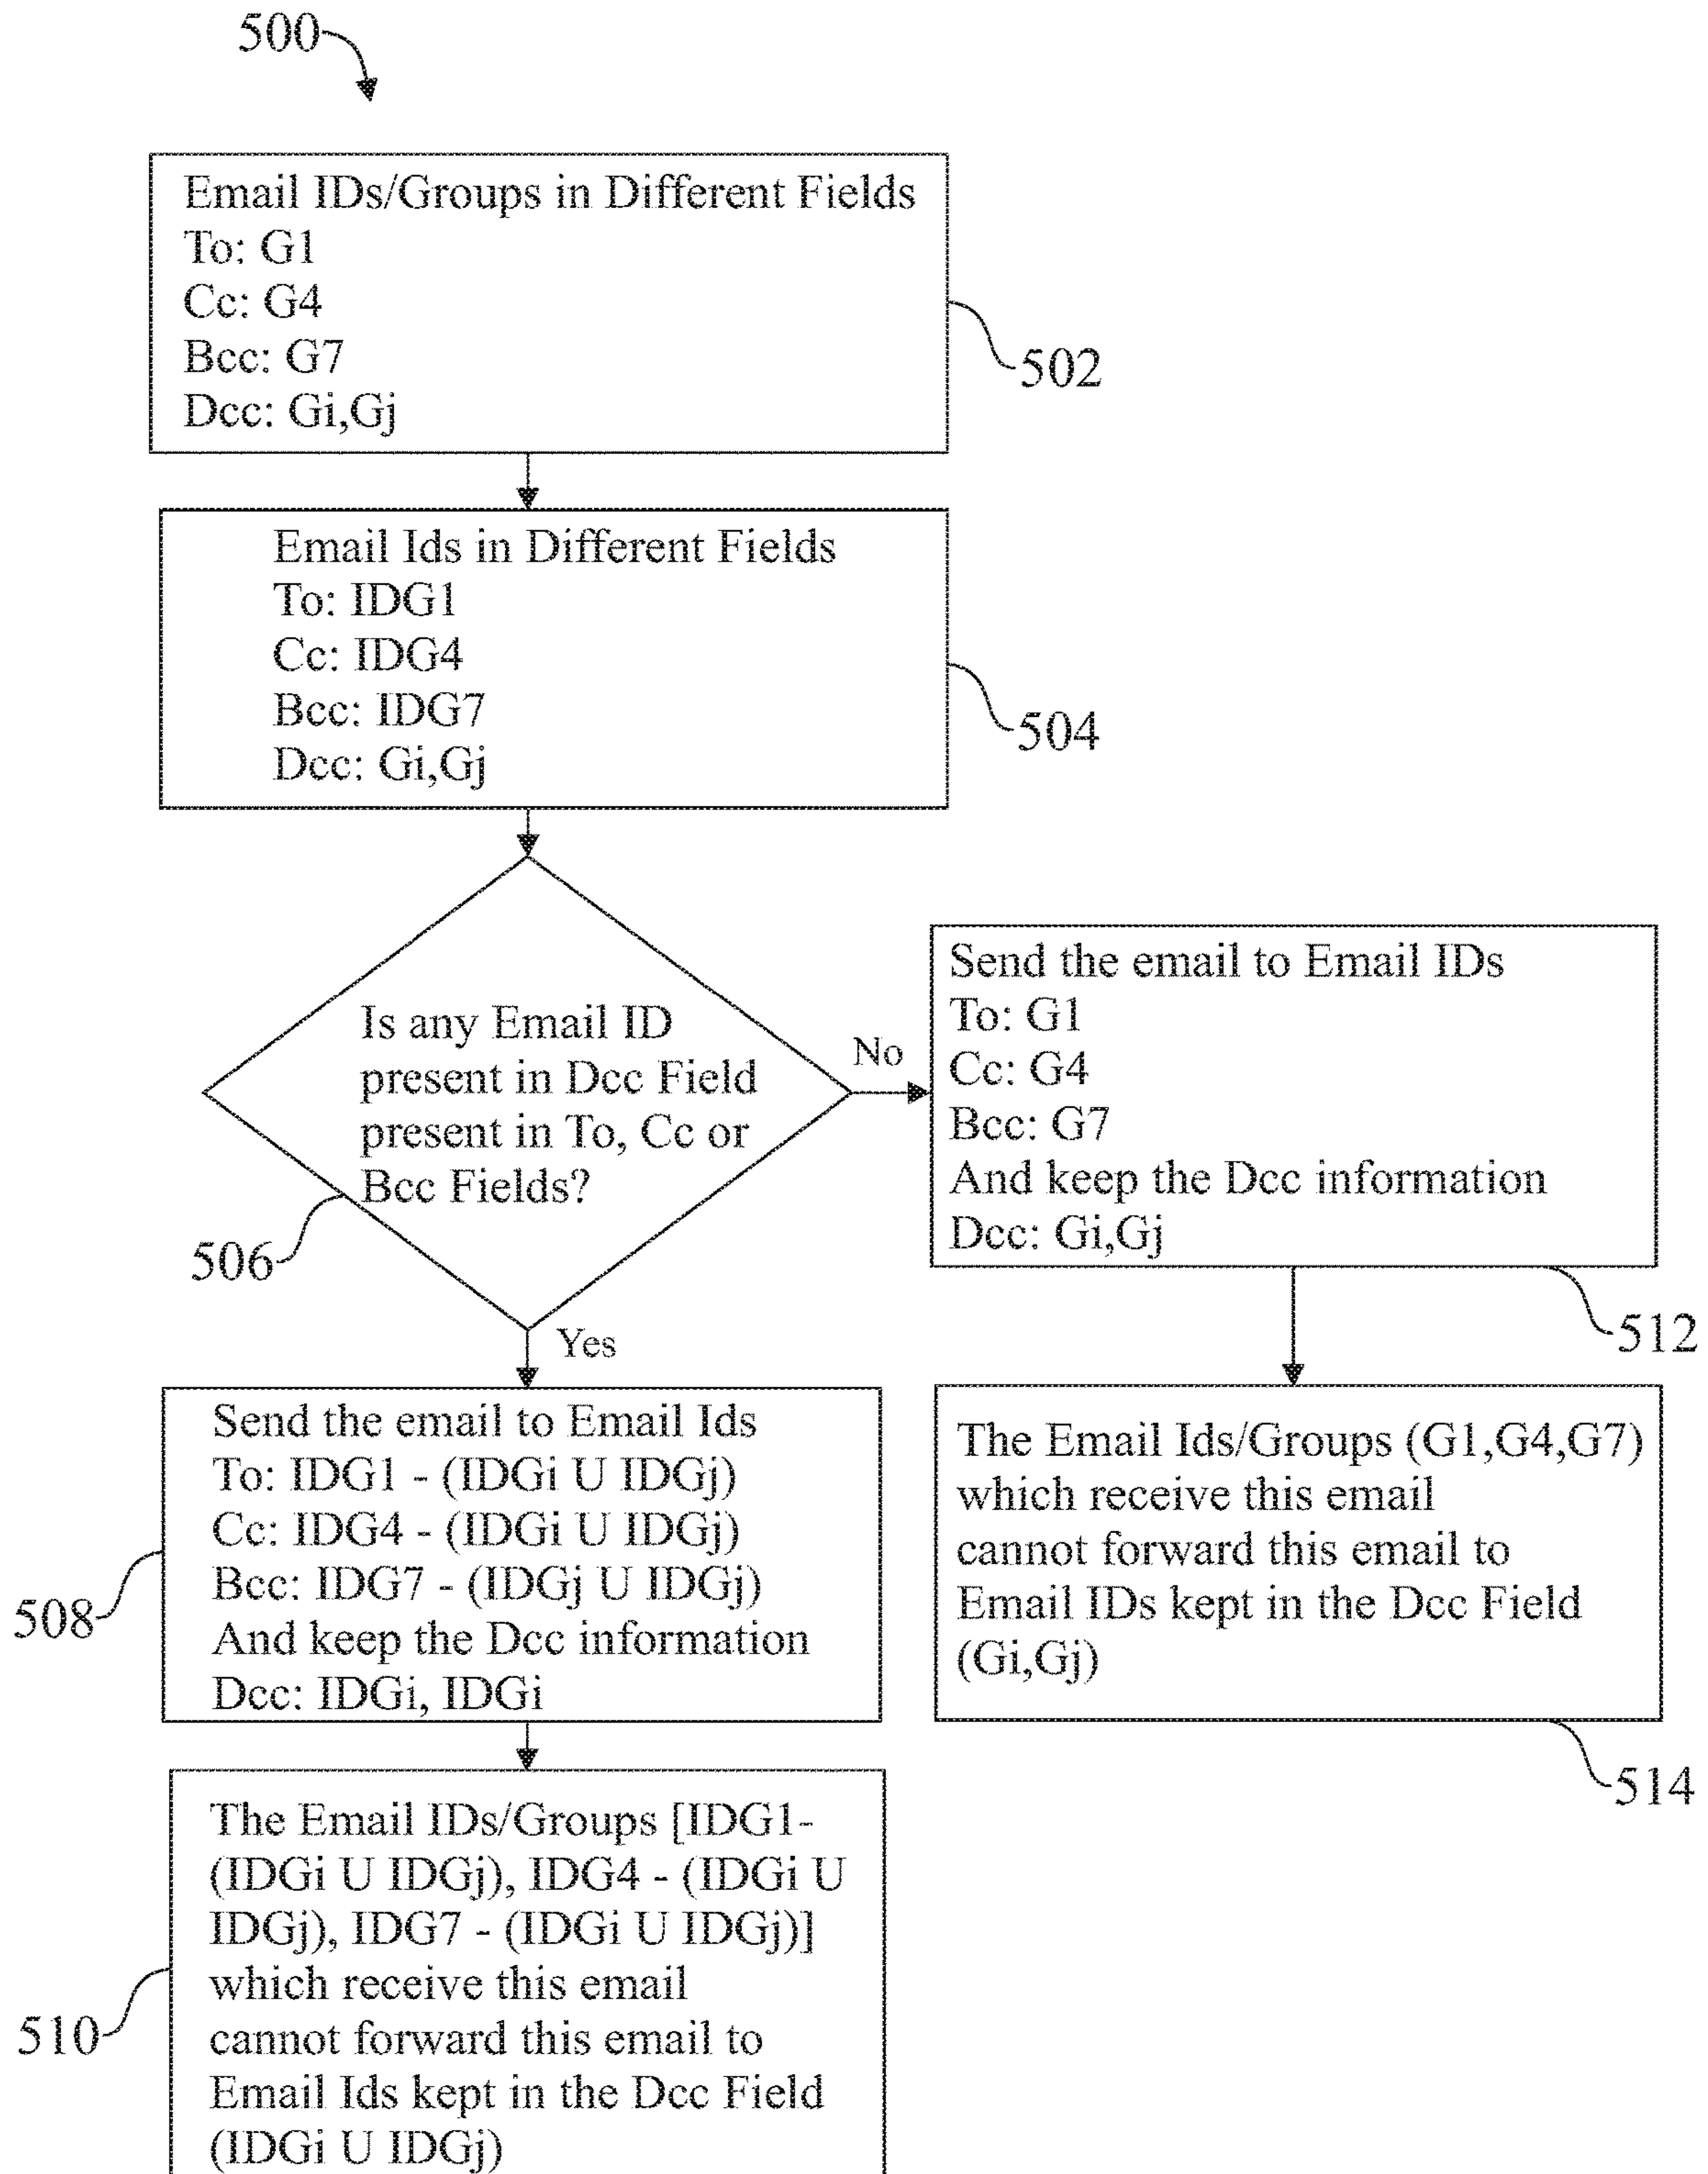 500
Email IDs/Groups in Different Fields
To: G1
Cc: G4
Bcc: G7
Dcc: Gi,Gj
502
Email Ids in Different Fields
To: IDG1
Cc: IDG4
Bcc: IDG7
Dcc: Gi,Gj
504
Is any Email ID
present in Dcc Field
present in To, Cc or
Bcc Fields?
506
No
Send the email to Email IDs
To: G1
Cc: G4
Bcc: G7
And keep the Dcc information
Dcc: Gi,Gj
512
Yes
Send the email to Email Ids
To: IDG1 - (IDGi U IDGj)
Cc: IDG4 - (IDGi U IDGj)
Bcc: IDG7 - (IDGj U IDGj)
And keep the Dcc information
Dcc: IDGi, IDGi
508
The Email Ids/Groups (G1,G4,G7)
which receive this email
cannot forward this email to
Email IDs kept in the Dcc Field
(Gi,Gj)
514
The Email IDs/Groups [IDG1-
(IDGi U IDGj), IDG4 - (IDGi U
IDGj), IDG7 - (IDGi U IDGj)]
which receive this email
cannot forward this email to
Email Ids kept in the Dcc Field
(IDGi U IDGj)
510